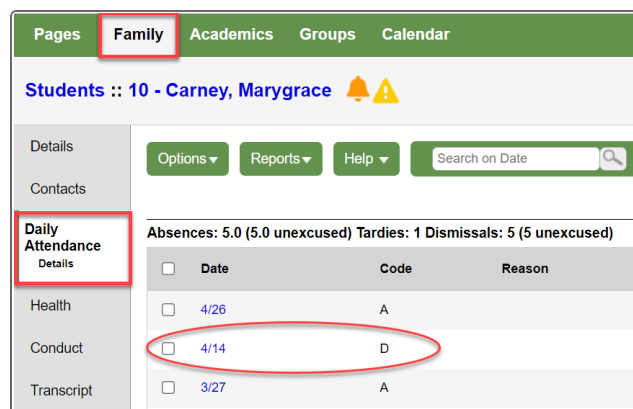 Pages Family Academics Groups Calendar
Students :: 10 - Carney, Marygrace
Details
Contacts
Daily Attendance
Details
Health
Conduct
Transcript
Options Reports Help Search on Date
Absences: 5.0 (5.0 unexcused) Tardies: 1 Dismissals: 5 (5 unexcused)
Date Code Reason
4/26 A
4/14 D
3/27 A